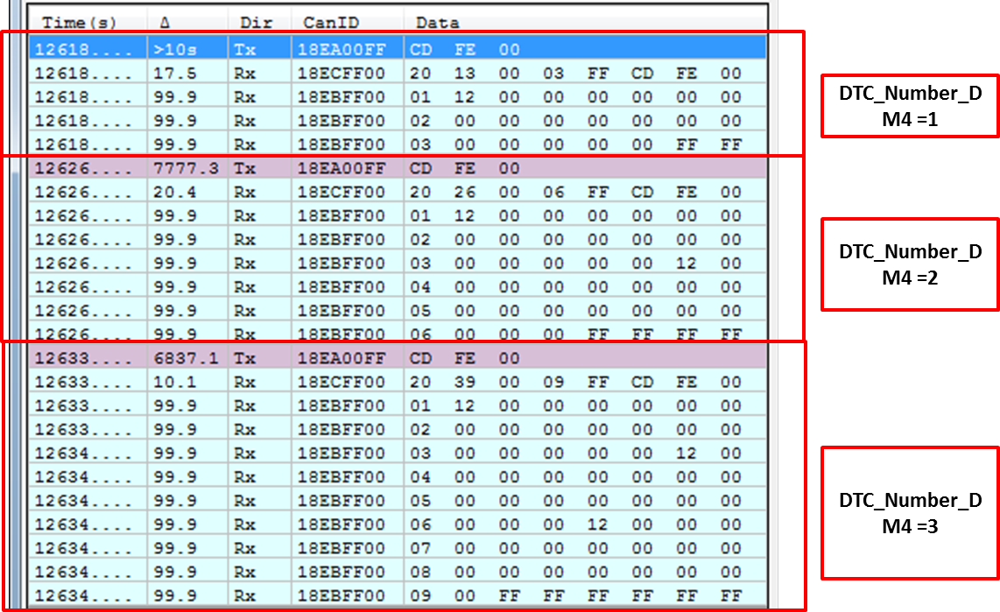 Time(s) Δ Dir CanID Data
12618.... >10s Tx 18EA00FF CD FE 00
12618.... 17.5 Rx 18ECFF00 20 13 00 03 FF CD FE 00
12618.... 99.9 Rx 18EBFF00 01 12 00 00 00 00 00 00
12618.... 99.9 Rx 18EBFF00 02 00 00 00 00 00 00 00
12618.... 99.9 Rx 18EBFF00 03 00 00 00 00 00 FF FF
DTC_Number_D
M4 =1
12626.... 7777.3 Tx 18EA00FF CD FE 00
12626.... 20.4 Rx 18ECFF00 20 26 00 06 FF CD FE 00
12626.... 99.9 Rx 18EBFF00 01 12 00 00 00 00 00 00
12626.... 99.9 Rx 18EBFF00 02 00 00 00 00 00 00 00
12626.... 99.9 Rx 18EBFF00 03 00 00 00 00 00 12 00
12626.... 99.9 Rx 18EBFF00 04 00 00 00 00 00 00 00
12626.... 99.9 Rx 18EBFF00 05 00 00 00 00 00 00 00
12626.... 99.9 Rx 18EBFF00 06 00 00 00 FF FF FF FF
DTC_Number_D
M4 =2
12633.... 6837.1 Tx 18EA00FF CD FE 00
12633.... 10.1 Rx 18ECFF00 20 39 00 09 FF CD FE 00
12633.... 99.9 Rx 18EBFF00 01 12 00 00 00 00 00 00
12633.... 99.9 Rx 18EBFF00 02 00 00 00 00 00 00 00
12634.... 99.9 Rx 18EBFF00 03 00 00 00 00 00 12 00
12634.... 99.9 Rx 18EBFF00 04 00 00 00 00 00 00 00
12634.... 99.9 Rx 18EBFF00 05 00 00 00 00 00 00 00
12634.... 99.9 Rx 18EBFF00 06 00 00 00 12 00 00 00
12634.... 99.9 Rx 18EBFF00 07 00 00 00 00 00 00 00
12634.... 99.9 Rx 18EBFF00 08 00 00 00 00 00 00 00
12634.... 99.9 Rx 18EBFF00 09 00 FF FF FF FF FF FF
DTC_Number_D
M4 =3